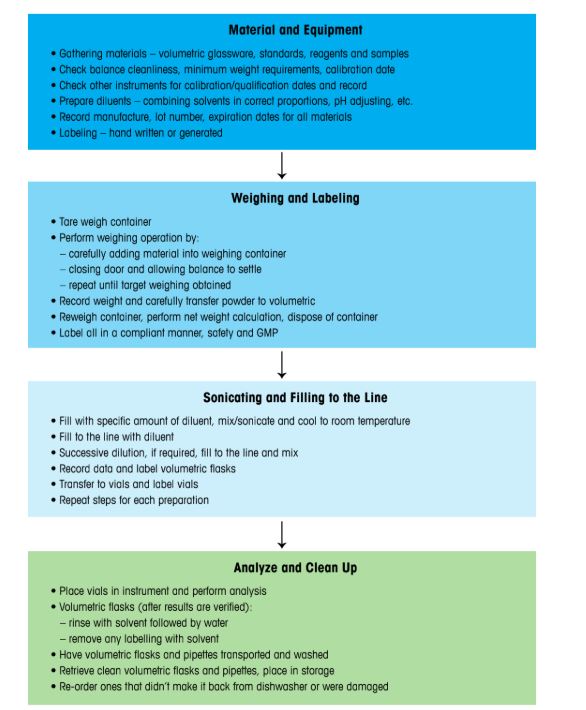 Material and Equipment
• Gathering materials – volumetric glassware, standards, reagents and samples
• Check balance cleanliness, minimum weight requirements, calibration date
• Check other instruments for calibration/qualification dates and record
• Prepare diluents – combining solvents in correct proportions, pH adjusting, etc.
• Record manufacture, lot number, expiration dates for all materials
• Labeling – hand written or generated
Weighing and Labeling
• Tare weigh container
• Perform weighing operation by:
– carefully adding material into weighing container
– closing door and allowing balance to settle
– repeat until target weighing obtained
• Record weight and carefully transfer powder to volumetric
• Reweigh container, perform net weight calculation, dispose of container
• Label all in a compliant manner, safety and GMP
Sonicating and Filling to the Line
• Fill with specific amount of diluent, mix/sonicate and cool to room temperature
• Fill to the line with diluent
• Successive dilution, if required, fill to the line and mix
• Record data and label volumetric flasks
• Transfer to vials and label vials
• Repeat steps for each preparation
Analyze and Clean Up
• Place vials in instrument and perform analysis
• Volumetric flasks (after results are verified):
– rinse with solvent followed by water
– remove any labelling with solvent
• Have volumetric flasks and pipettes transported and washed
• Retrieve clean volumetric flasks and pipettes, place in storage
• Re-order ones that didn't make it back from dishwasher or were damaged